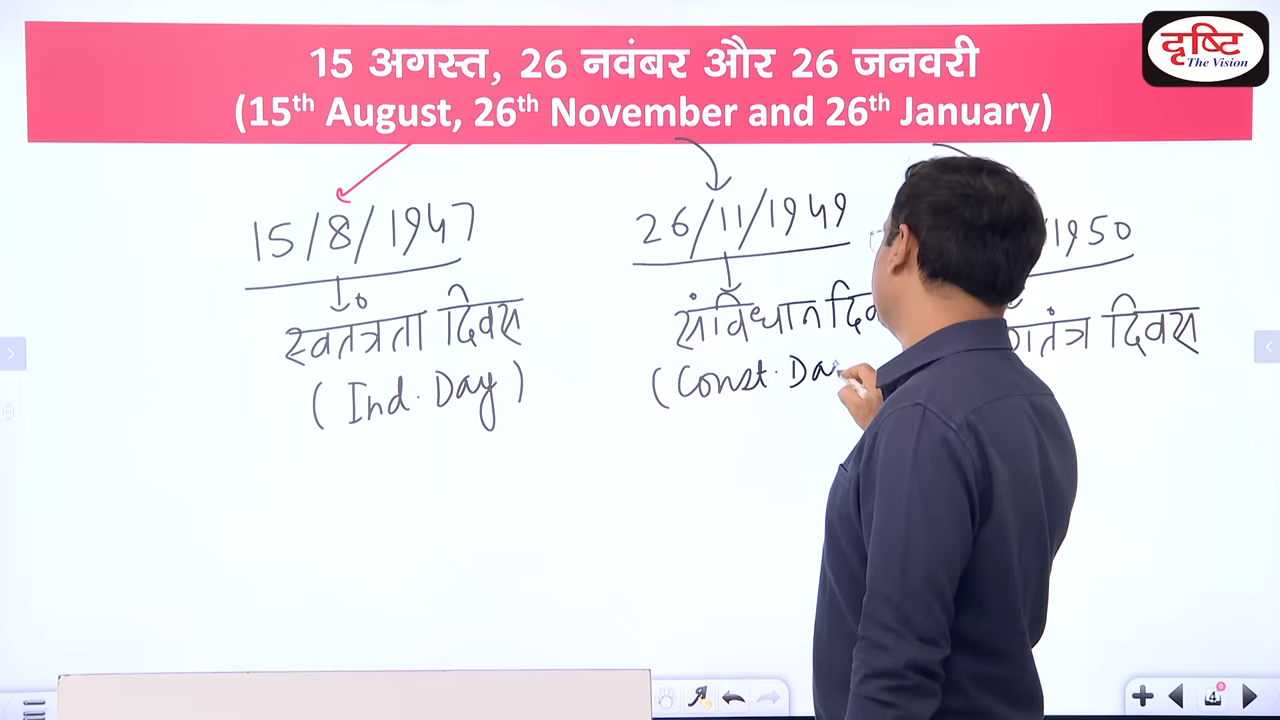 15 अगस्त, 26 नवंबर और 26 जनवरी
(15th August, 26th November and 26th January)
दृष्टि
The Vision
15/8/1947
26/11/1949
/1950
स्वतंत्रता दिवस
संविधान दि
दिवस
(Ind. Day)
(Const. Da
4